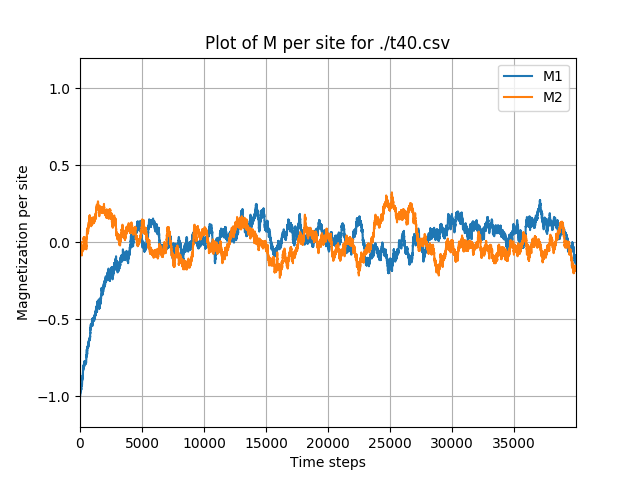 Plot of M per site for ./t40.csv
M1
M2
Magnetization per site
1.0
0.5
0.0
−0.5
−1.0
0 5000 10000 15000 20000 25000 30000 35000
Time steps